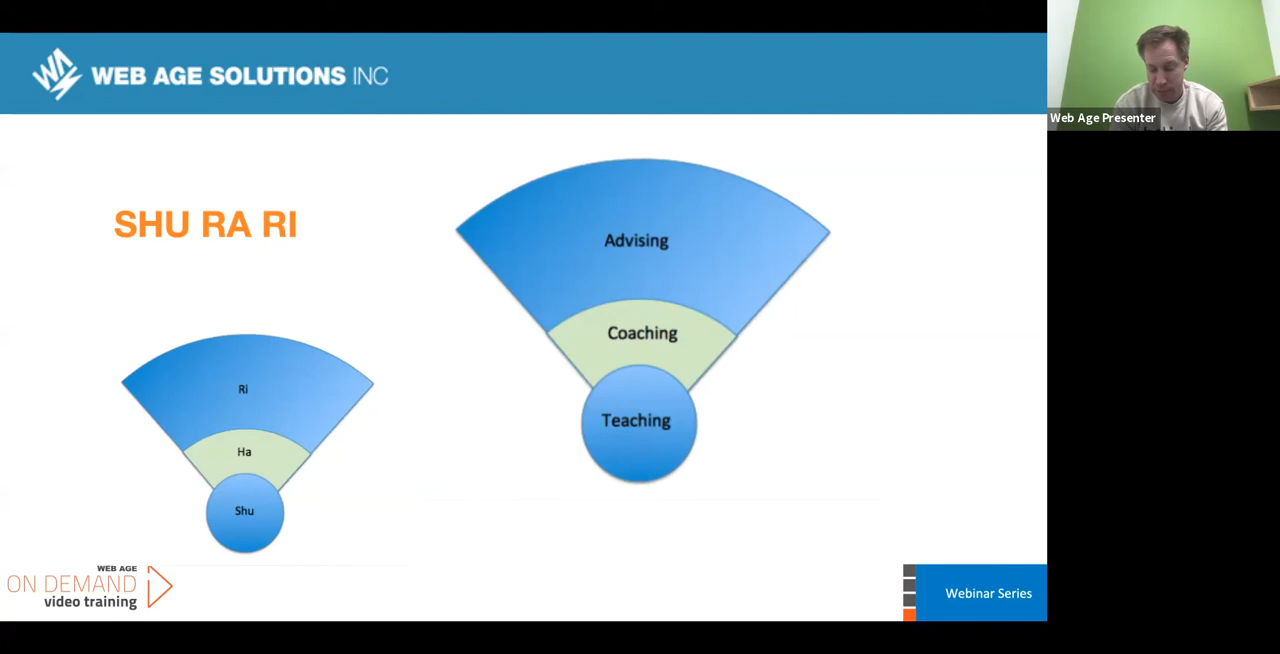 WEB AGE SOLUTIONS INC
Web Age Presenter
SHU RA RI
Advising
Coaching
Teaching
Ri
Ha
Shu
WEB AGE
ON DEMAND
video training
Webinar Series